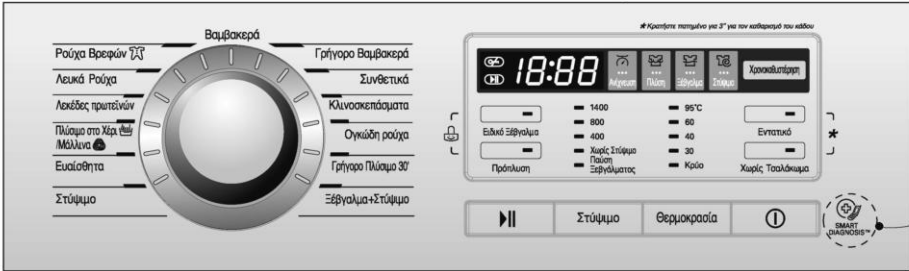 * Κρατήστε πατημένο για 3" για τον καθαρισμό του κάδου
Βαμβακερά
Ρούχα Βρεφών
Λευκά Ρούχα
Λεκέδες πρωτεϊνών
Πλύσιμο στο Χέρι
/Μάλλινα
Ευαίσθητα
Στύψιμο
Γρήγορο Βαμβακερά
Συνθετικά
Κλινοσκεπάσματα
Ογκώδη ρούχα
Γρήγορο Πλύσιμο 30'
Ξέβγαλμα+Στύψιμο
18:88
Ανίχνευση
Πλύση
Ξέβγαλμα
Στύψιμο
Χρονοκαθυστέρηση
Ειδικό Ξέβγαλμα
Πρόπλυση
1400
800
400
Χωρίς Στύψιμο
Παύση
Ξεβγάλματος
95°C
60
40
30
Κρύο
Εντατικό
*
Χωρίς Τσαλάκωμα
Στύψιμο
Θερμοκρασία
SMART
DIAGNOSIS™